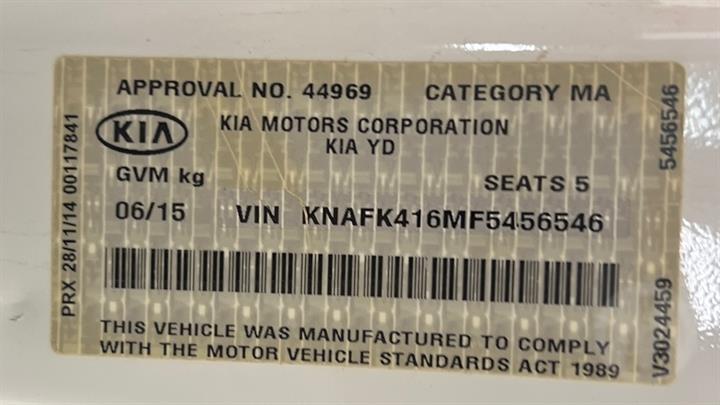 APPROVAL NO. 44969 CATEGORY MA
KIA KIA MOTORS CORPORATION
KIA YD
GVM kg SEATS 5
06/15 VIN KNAFK416MF5456546
THIS VEHICLE WAS MANUFACTURED TO COMPLY
WITH THE MOTOR VEHICLE STANDARDS ACT 1989
PRX 28/11/14 00117841
V3024459 5456546